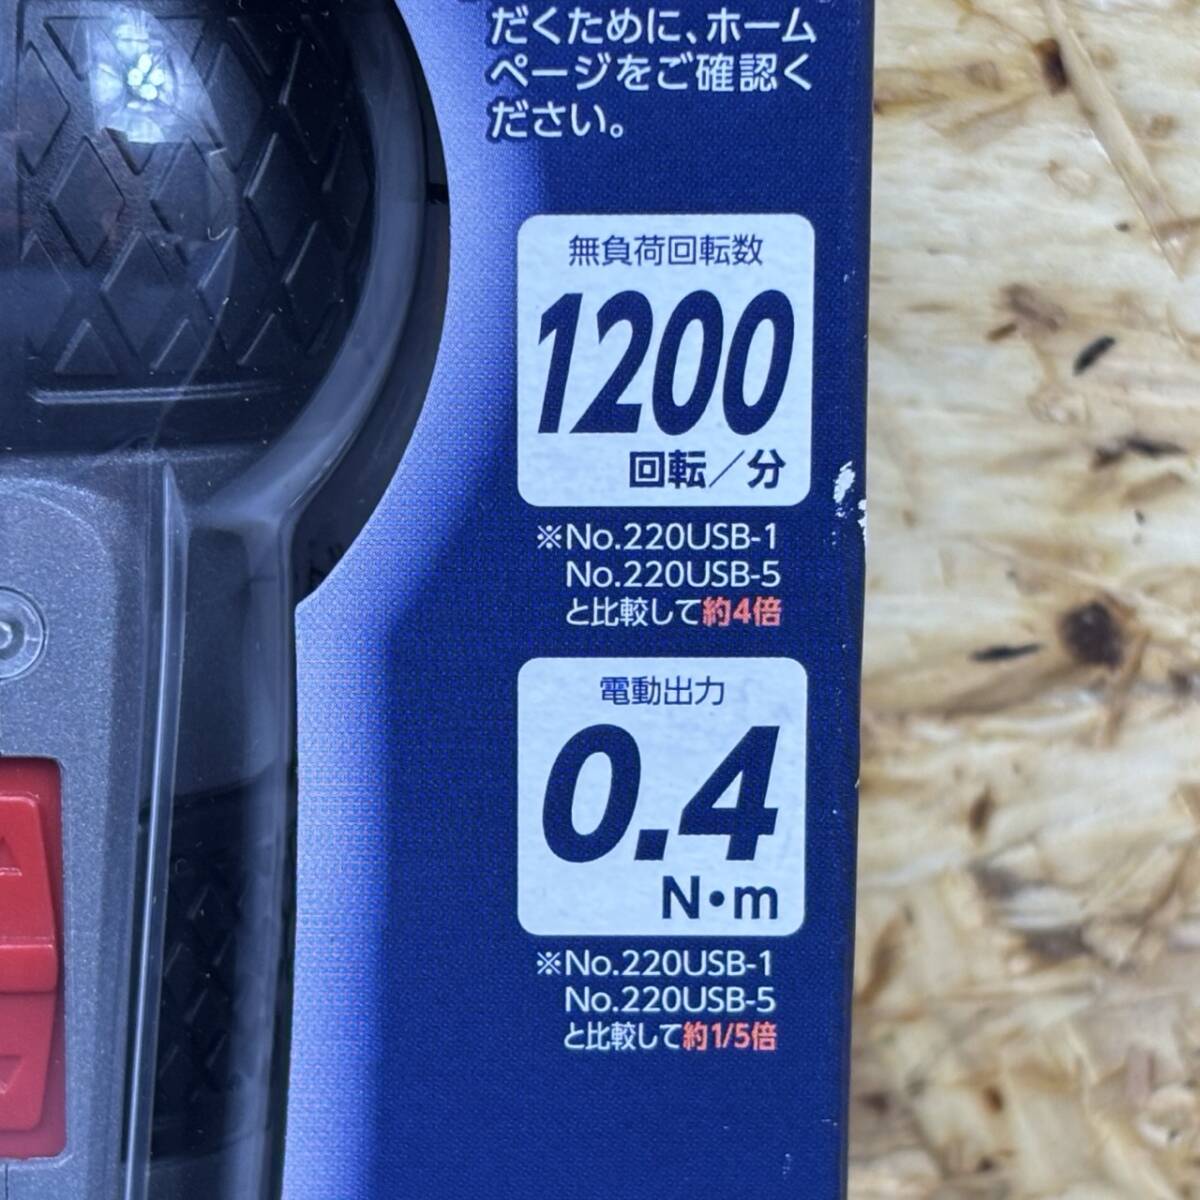 だくために、ホーム
ページをご確認く
ださい。
無負荷回転数
1200
回転／分
※No.220USB-1
No.220USB-5
と比較して約4倍
電動出力
0.4
N・m
※No.220USB-1
No.220USB-5
と比較して約1/5倍